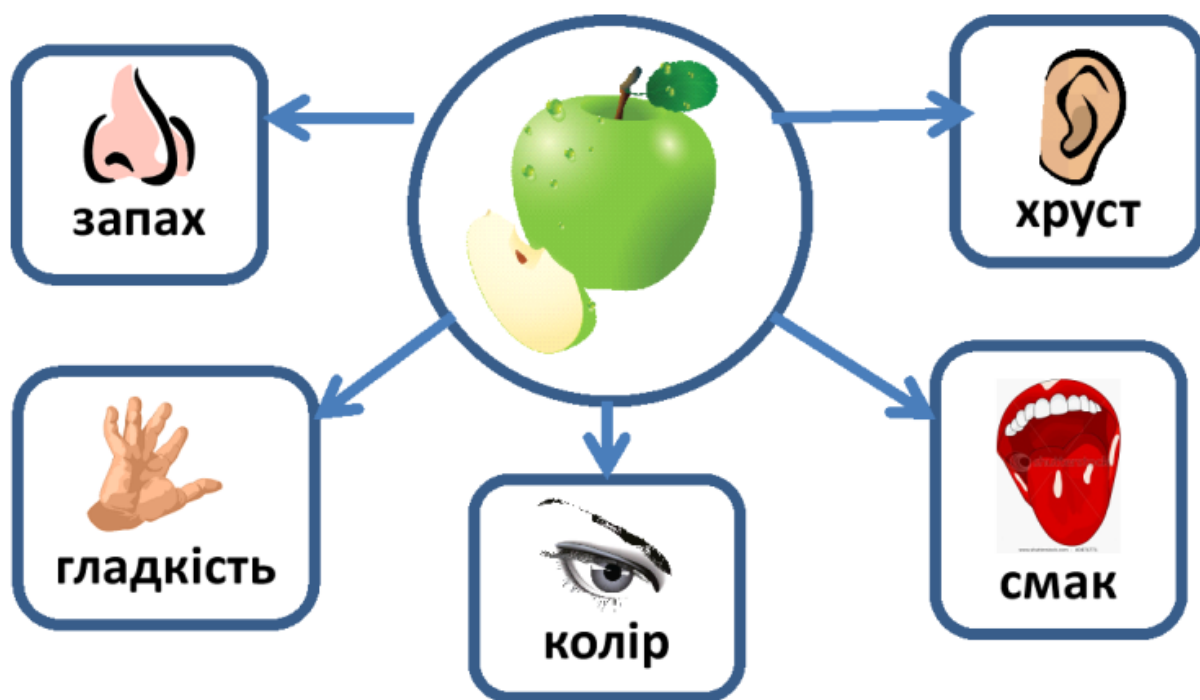 запах
хруст
гладкість
колір
смак